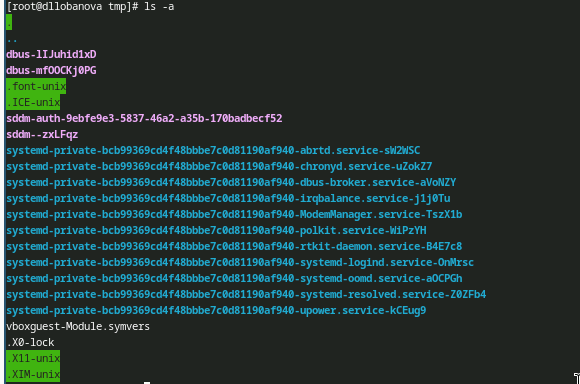 [root@dllobanova tmp]# ls -a
.
..
dbus-lIJuhid1xD
dbus-mfOOCKj0PG
.font-unix
.ICE-unix
sddm-auth-9ebfe9e3-5837-46a2-a35b-170badbecf52
sddm--zxLFqz
systemd-private-bcb99369cd4f48bbbe7c0d81190af940-abrtd.service-sW2WSC
systemd-private-bcb99369cd4f48bbbe7c0d81190af940-chronyd.service-uZokZ7
systemd-private-bcb99369cd4f48bbbe7c0d81190af940-dbus-broker.service-aVoNZY
systemd-private-bcb99369cd4f48bbbe7c0d81190af940-irqbalance.service-j1j0Tu
systemd-private-bcb99369cd4f48bbbe7c0d81190af940-ModemManager.service-TszX1b
systemd-private-bcb99369cd4f48bbbe7c0d81190af940-polkit.service-WiPzYH
systemd-private-bcb99369cd4f48bbbe7c0d81190af940-rtkit-daemon.service-B4E7c8
systemd-private-bcb99369cd4f48bbbe7c0d81190af940-systemd-logind.service-OnMrsc
systemd-private-bcb99369cd4f48bbbe7c0d81190af940-systemd-oomd.service-aOCPGh
systemd-private-bcb99369cd4f48bbbe7c0d81190af940-systemd-resolved.service-Z0ZFb4
systemd-private-bcb99369cd4f48bbbe7c0d81190af940-upower.service-kCEug9
vboxguest-Module.symvers
.X0-lock
.X11-unix
.XIM-unix